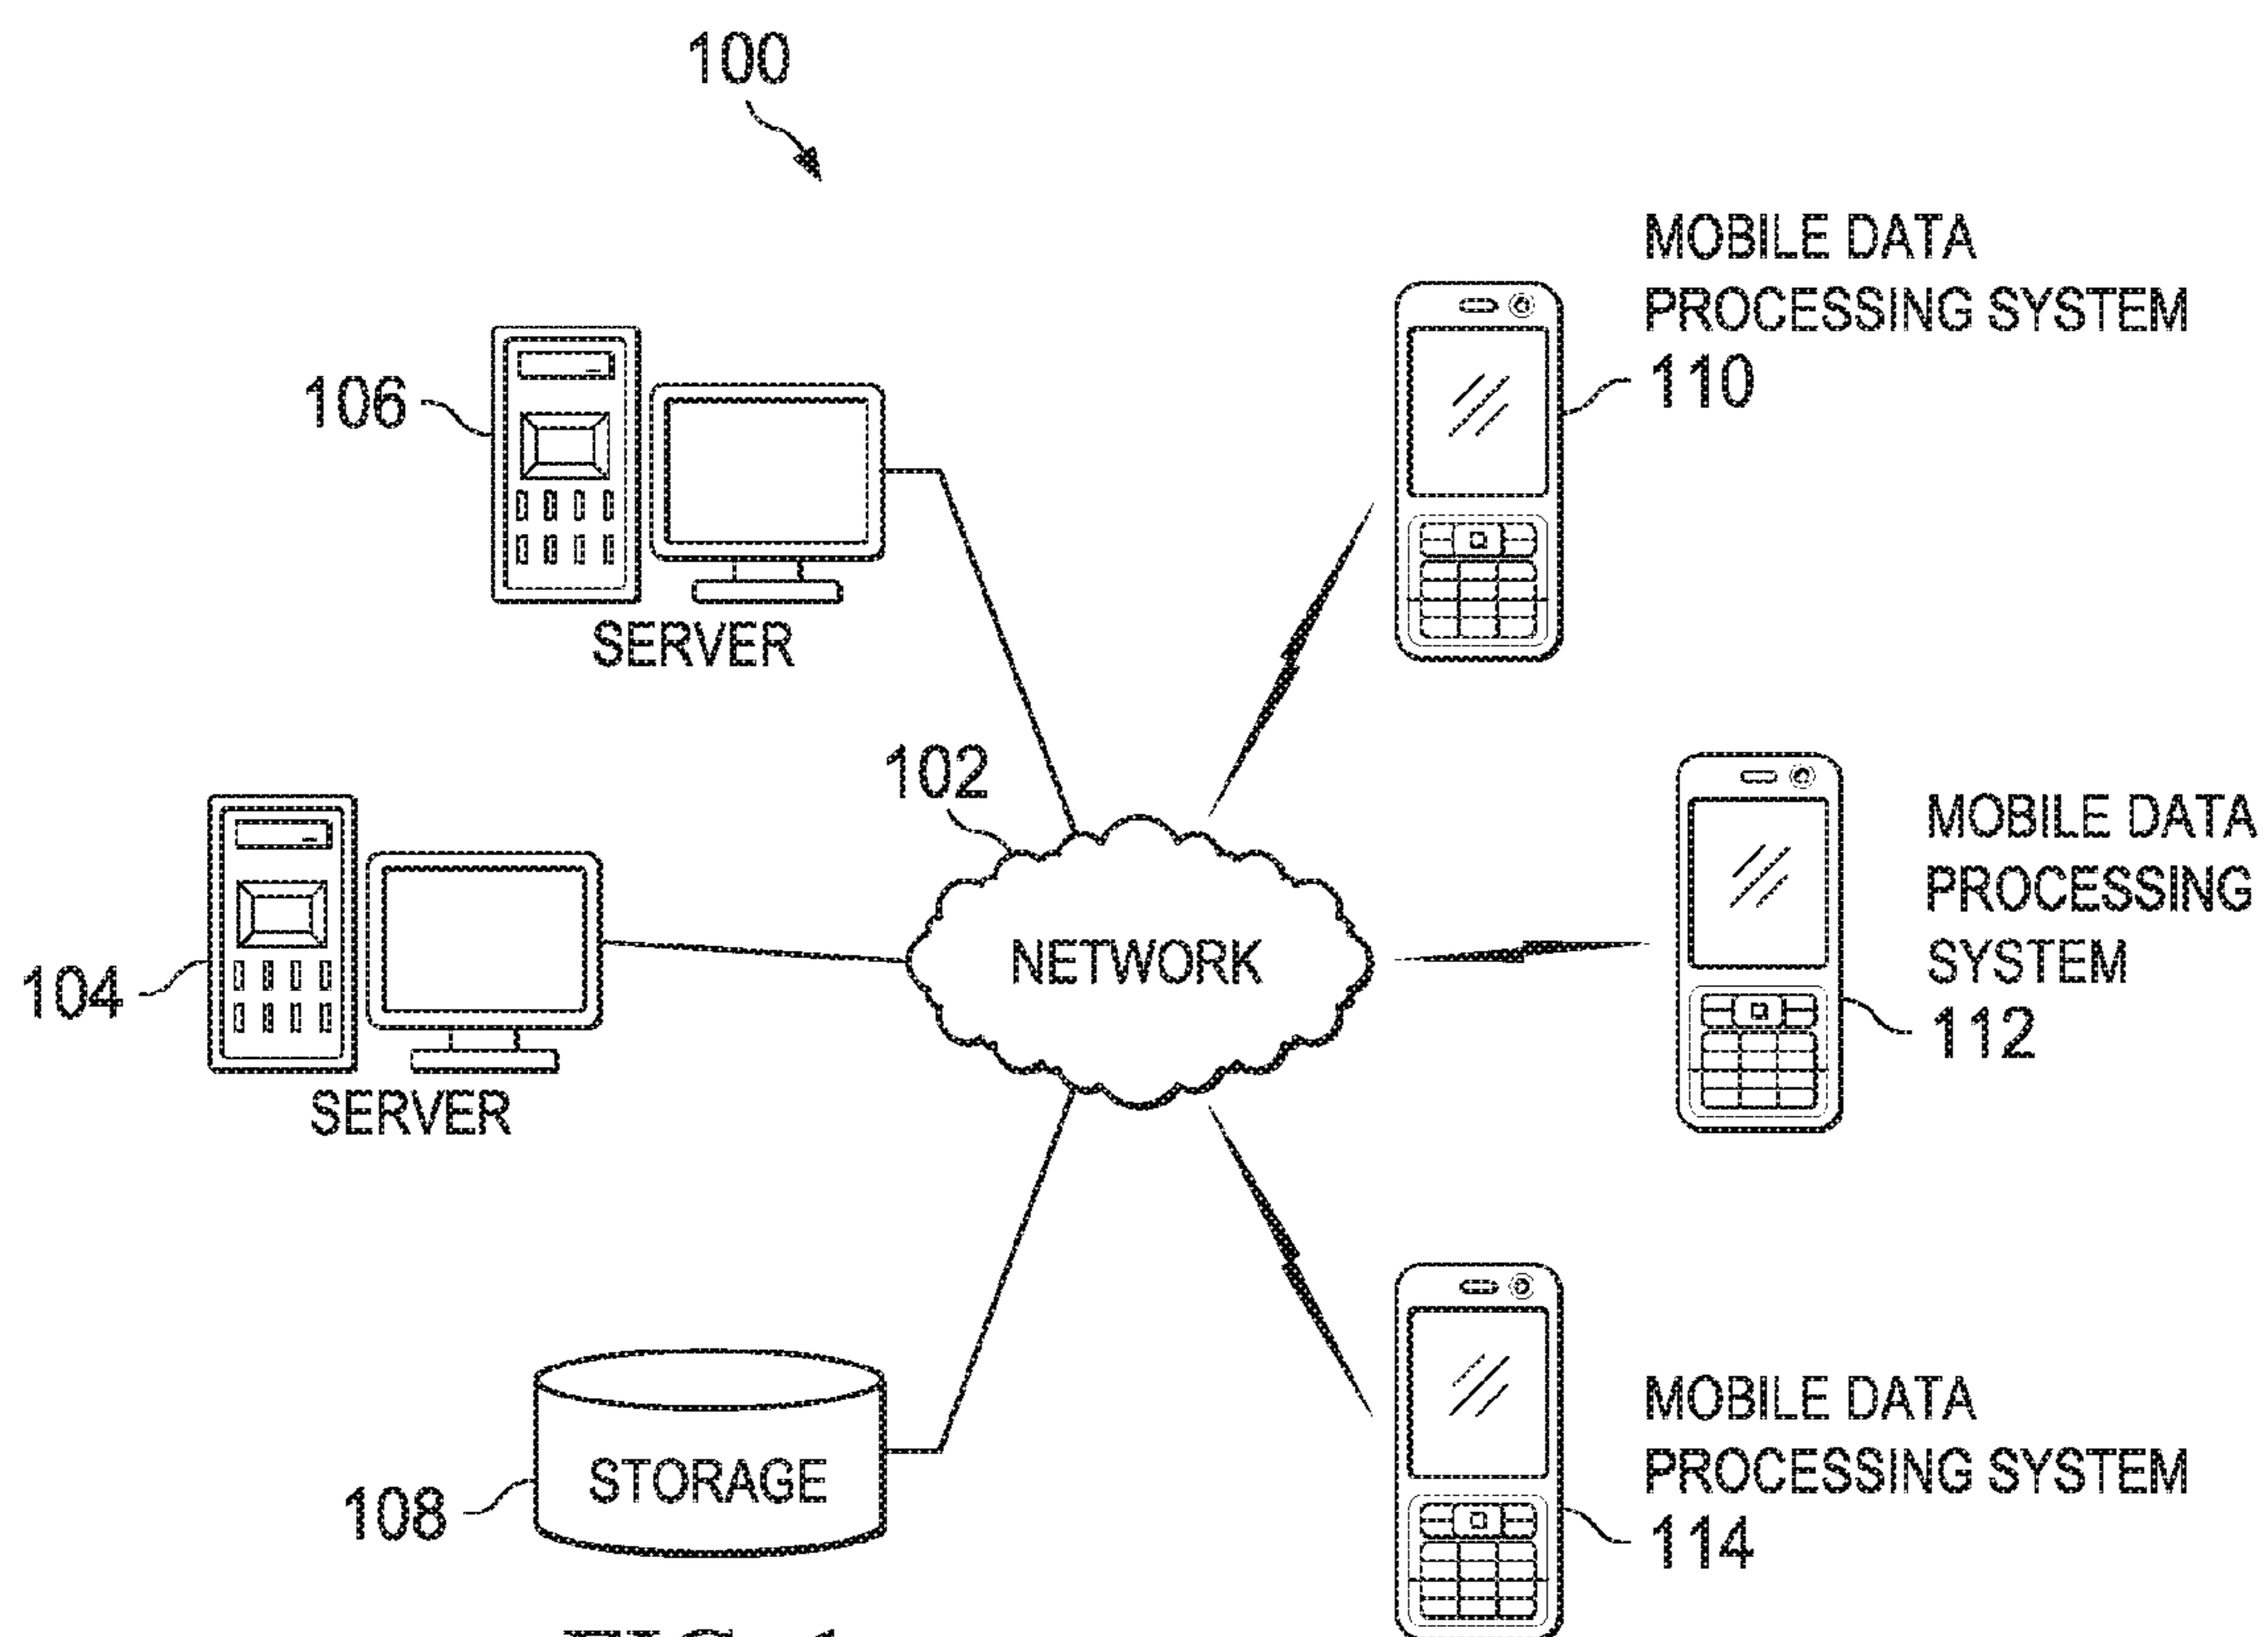 100
MOBILE DATA
PROCESSING SYSTEM
110
106
SERVER
102
NETWORK
MOBILE DATA
PROCESSING
SYSTEM
112
104
SERVER
STORAGE
108
MOBILE DATA
PROCESSING SYSTEM
114